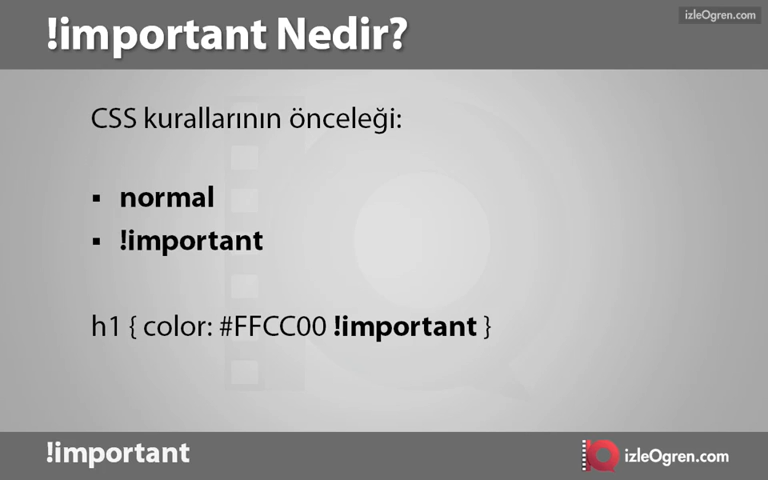 !important Nedir?
izleOgren.com
CSS kurallarının önceleği:
▪ normal
▪ !important
h1 { color: #FFCC00 !important }
!important
izleOgren.com